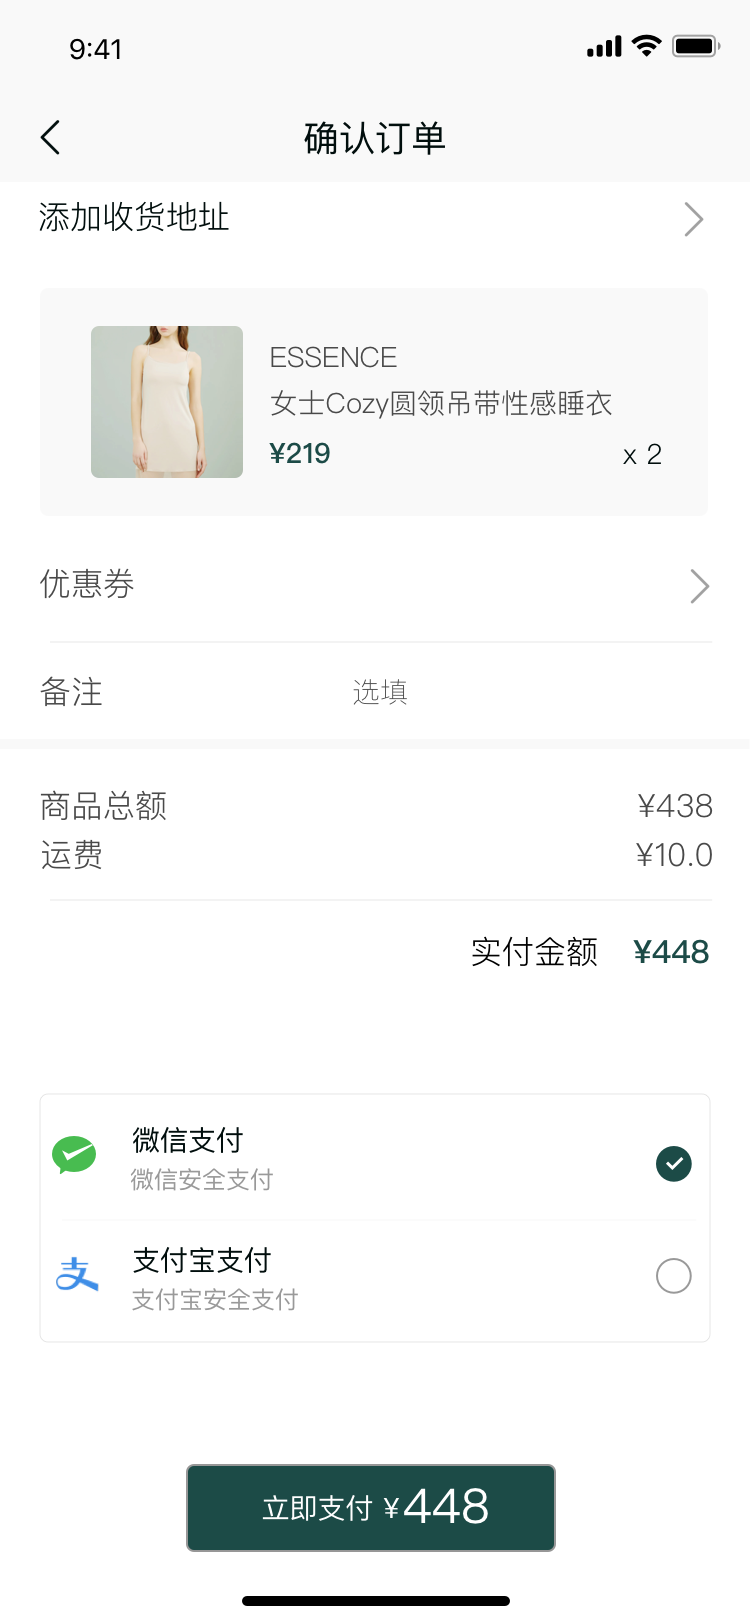 9:41
确认订单
添加收货地址
ESSENCE
女士Cozy圆领吊带性感睡衣
¥219
x 2
优惠券
备注 选填
商品总额 ¥438
运费 ¥10.0
实付金额 ¥448
微信支付
微信安全支付
支
支付宝支付
支付宝安全支付
立即支付 ¥448